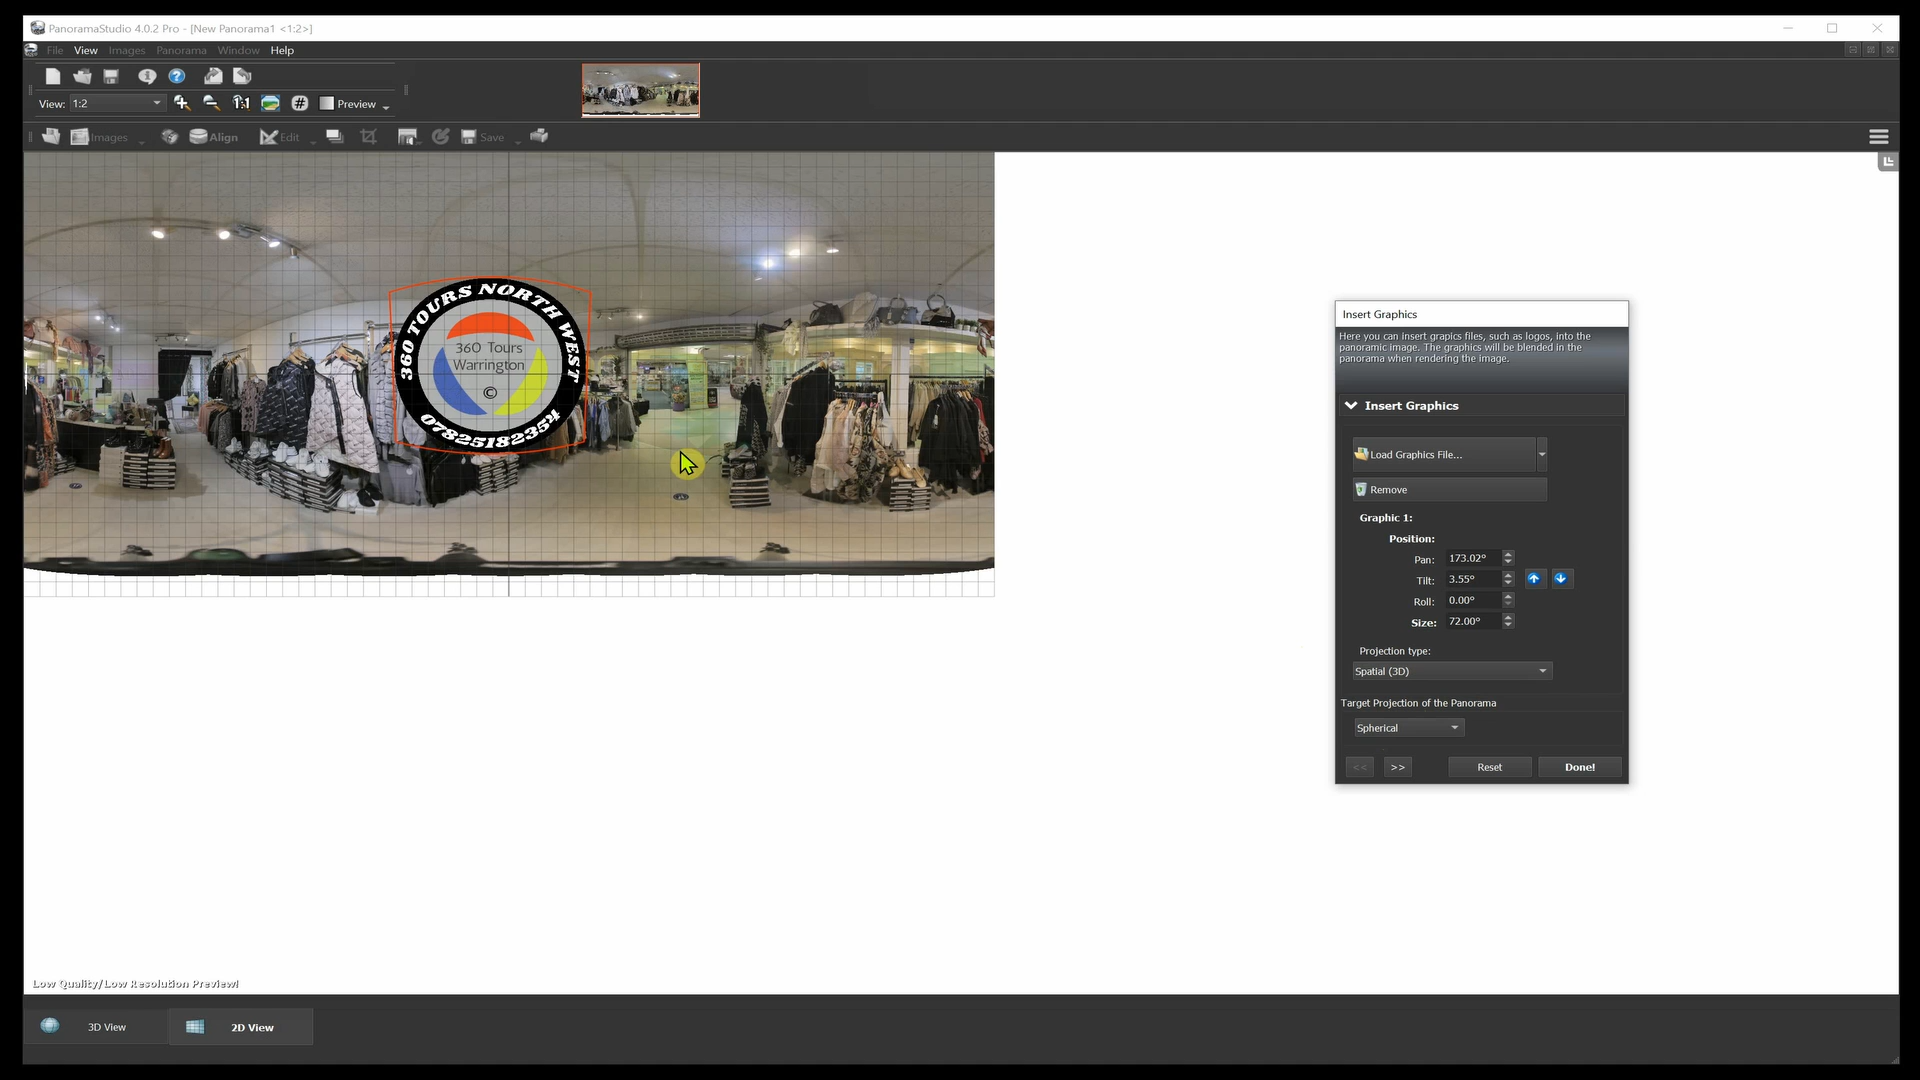 PanoramaStudio 4.0.2 Pro - [New Panorama1 <1:2>]
File View Images Panorama Window Help
View: 1:2 1:1 # Preview
Images Align Edit Save
360 TOURS NORTH WEST
360 Tours
Warrington
©
07825182354
Insert Graphics
Here you can insert grapics files, such as logos, into the
panoramic image. The graphics will be blended in the
panorama when rendering the image.
Insert Graphics
Load Graphics File...
Remove
Graphic 1:
Position:
Pan: 173.02°
Tilt: 3.55°
Roll: 0.00°
Size: 72.00°
Projection type:
Spatial (3D)
Target Projection of the Panorama
Spherical
<< >> Reset Done!
Low Quality/Low Resolution Preview!
3D View 2D View